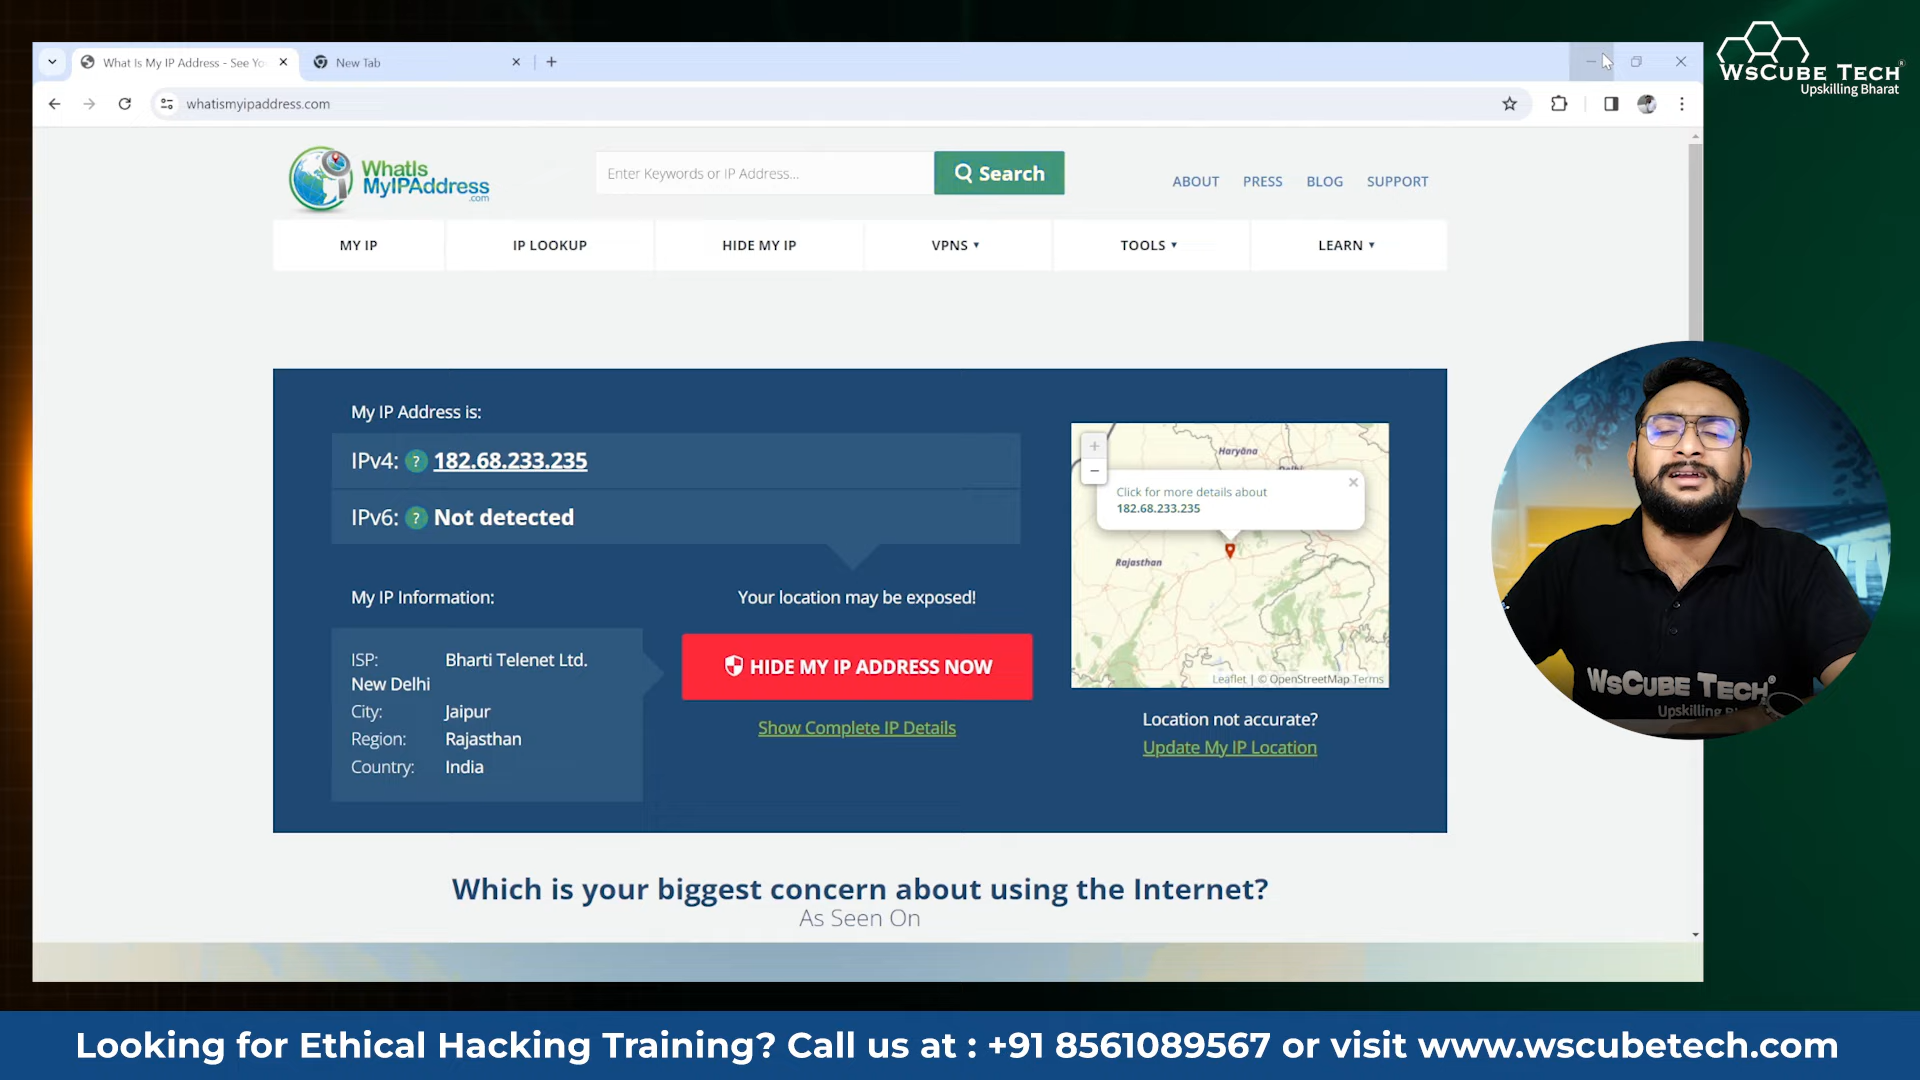 What Is My IP Address - See Yo
New Tab
WsCube Tech®
Upskilling Bharat
whatismyipaddress.com
WhatIs
MyIPAddress
.com
Enter Keywords or IP Address...
Search
ABOUT
PRESS
BLOG
SUPPORT
MY IP
IP LOOKUP
HIDE MY IP
VPNS
TOOLS
LEARN
My IP Address is:
IPv4: ? 182.68.233.235
IPv6: ? Not detected
My IP Information:
ISP: Bharti Telenet Ltd.
New Delhi
City: Jaipur
Region: Rajasthan
Country: India
Your location may be exposed!
HIDE MY IP ADDRESS NOW
Show Complete IP Details
+
−
Haryāna
Click for more details about
182.68.233.235
Rajasthan
Leaflet | © OpenStreetMap Terms
Location not accurate?
Update My IP Location
WsCube Tech®
Upskilling
Which is your biggest concern about using the Internet?
As Seen On
Looking for Ethical Hacking Training? Call us at : +91 8561089567 or visit www.wscubetech.com